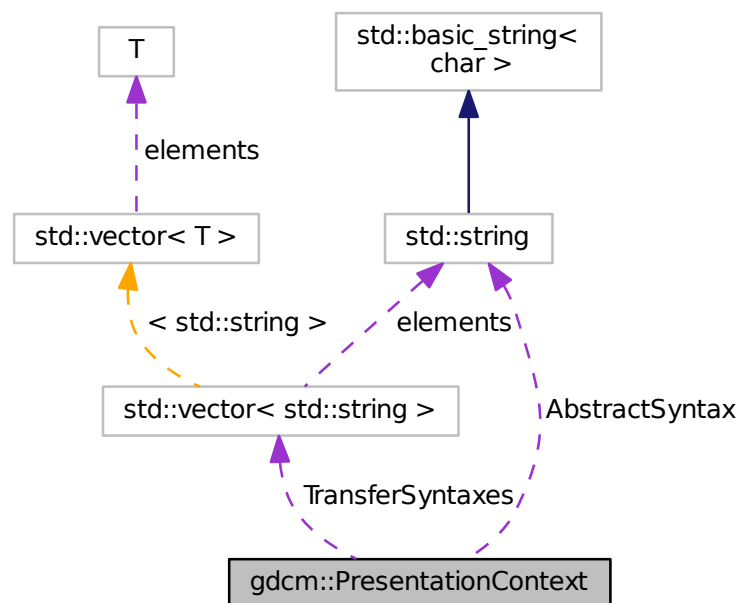 T
std::basic_string<
char >
elements
std::vector< T >
std::string
< std::string >
elements
std::vector< std::string >
AbstractSyntax
TransferSyntaxes
gdcm::PresentationContext